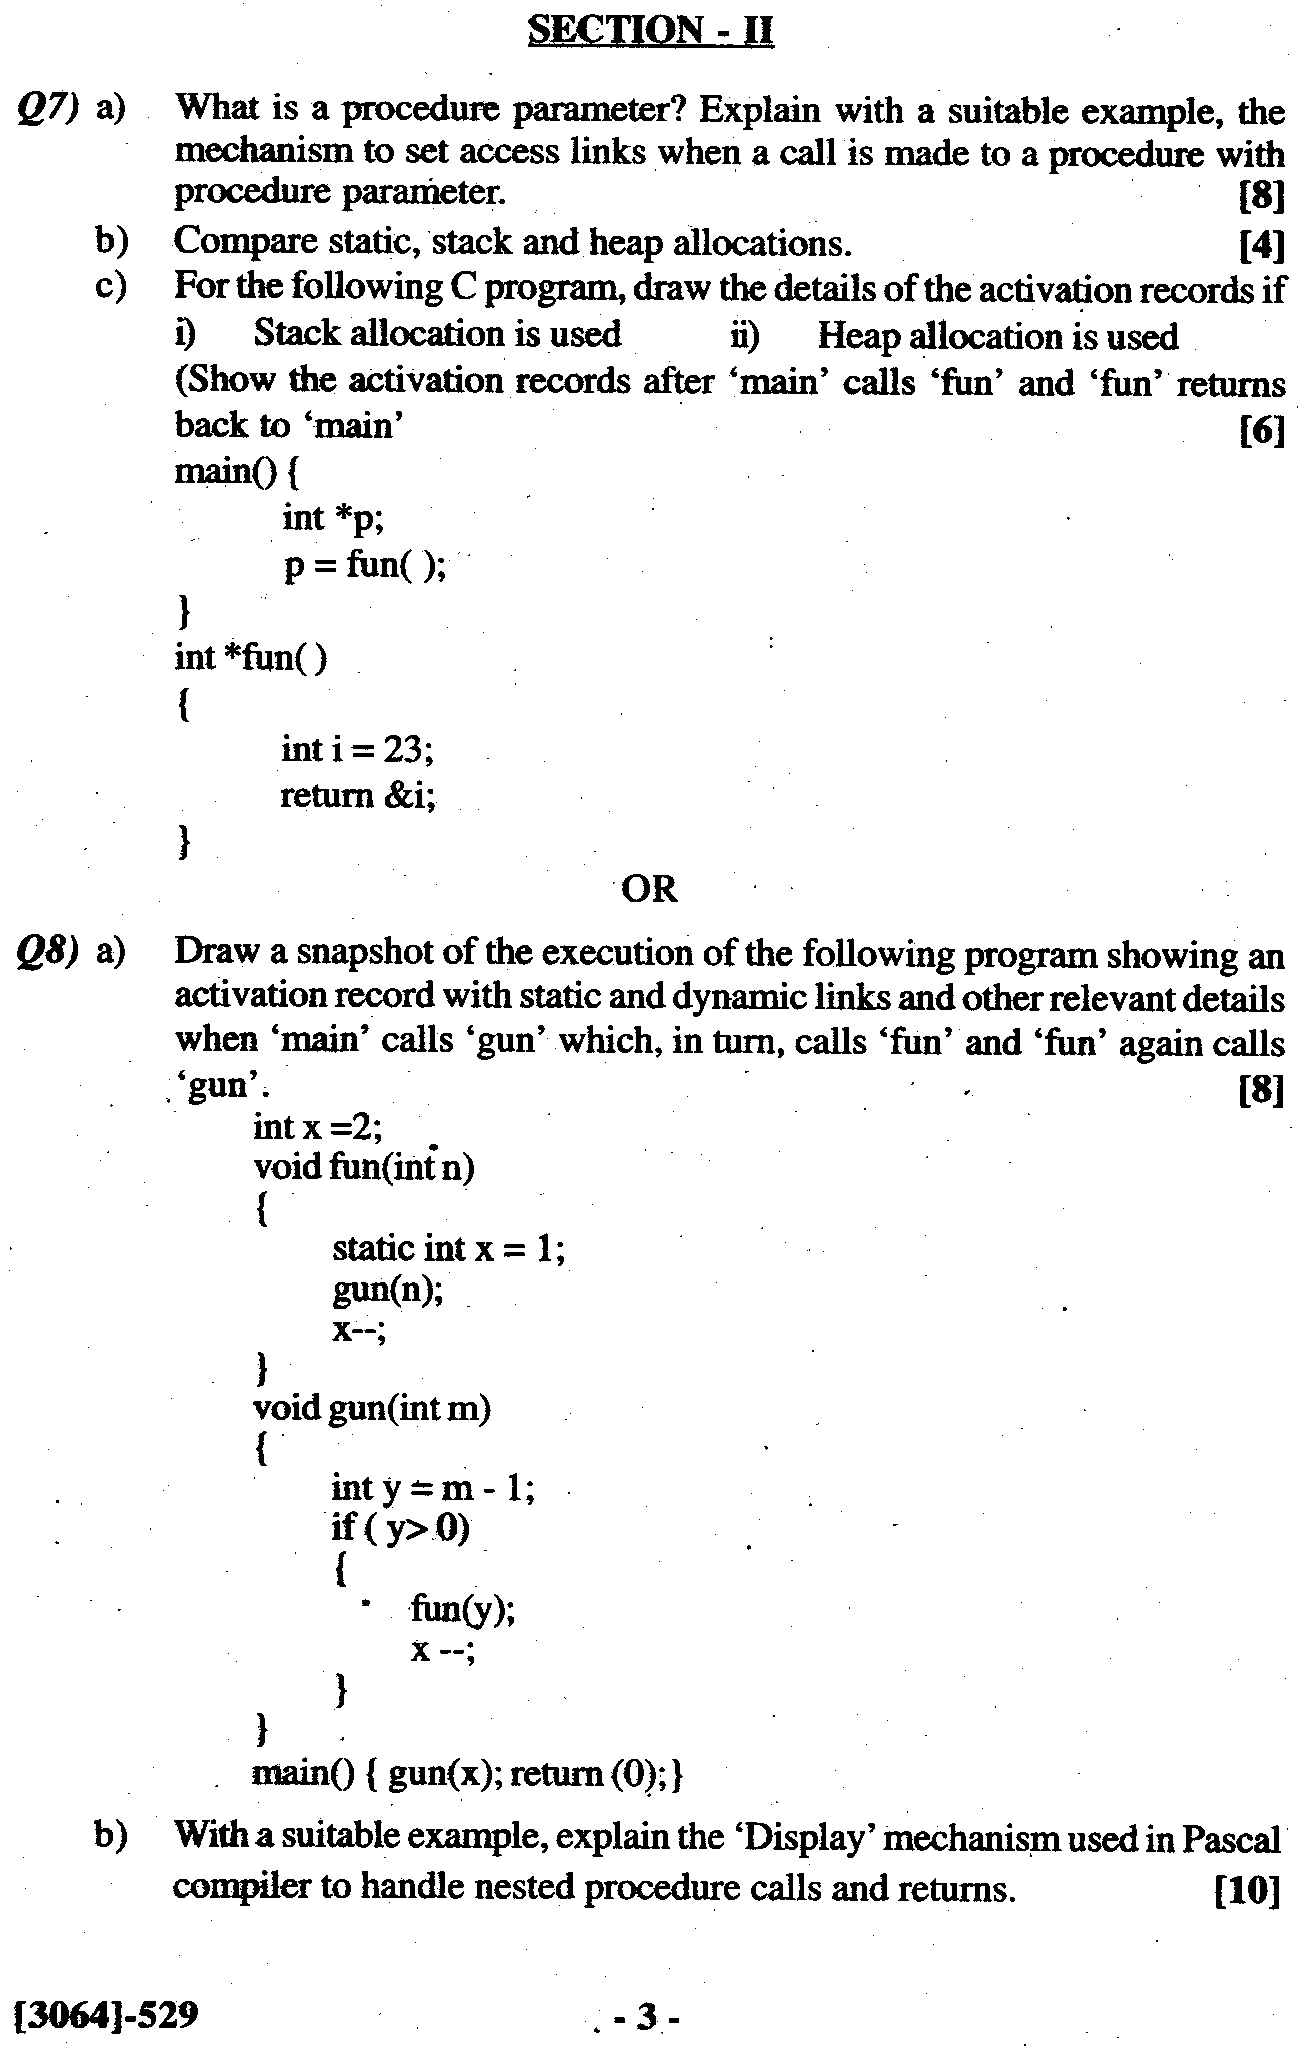 SECTION - II
Q7) a) What is a procedure parameter? Explain with a suitable example, the
mechanism to set access links when a call is made to a procedure with
procedure parameter. [8]
b) Compare static, stack and heap allocations. [4]
c) For the following C program, draw the details of the activation records if
i) Stack allocation is used ii) Heap allocation is used
(Show the activation records after ‘main’ calls ‘fun’ and ‘fun’ returns
back to ‘main’ [6]
main() {
int *p;
p = fun( );
}
int *fun( )
{
int i = 23;
return &i;
}
OR
Q8) a) Draw a snapshot of the execution of the following program showing an
activation record with static and dynamic links and other relevant details
when ‘main’ calls ‘gun’ which, in turn, calls ‘fun’ and ‘fun’ again calls
‘gun’. [8]
int x =2;
void fun(int n)
{
static int x = 1;
gun(n);
x--;
}
void gun(int m)
{
int y = m - 1;
if ( y> 0)
{
fun(y);
x --;
}
}
main() { gun(x); return (0);}
b) With a suitable example, explain the ‘Display’ mechanism used in Pascal
compiler to handle nested procedure calls and returns. [10]
[3064]-529 - 3 -